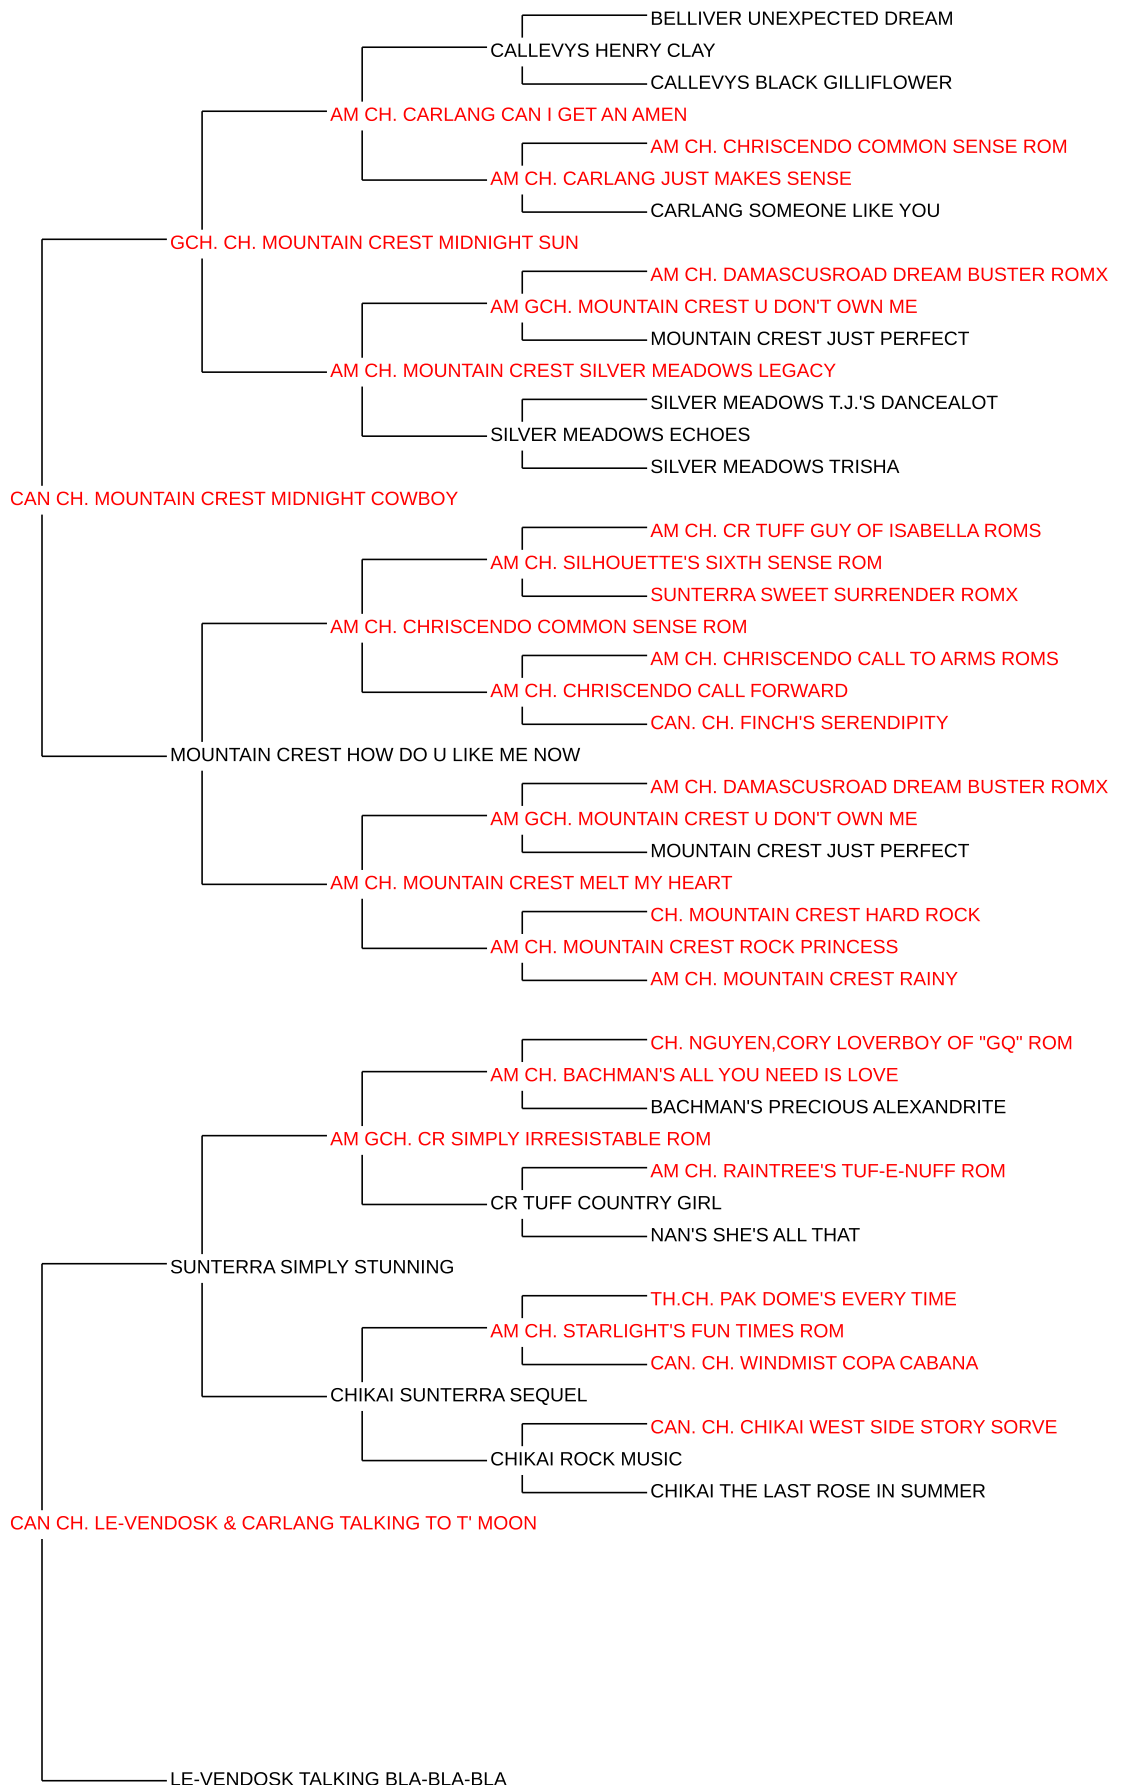 BELLIVER UNEXPECTED DREAM
CALLEVYS HENRY CLAY
CALLEVYS BLACK GILLIFLOWER
AM CH. CARLANG CAN I GET AN AMEN
AM CH. CHRISCENDO COMMON SENSE ROM
AM CH. CARLANG JUST MAKES SENSE
CARLANG SOMEONE LIKE YOU
GCH. CH. MOUNTAIN CREST MIDNIGHT SUN
AM CH. DAMASCUSROAD DREAM BUSTER ROMX
AM GCH. MOUNTAIN CREST U DON'T OWN ME
MOUNTAIN CREST JUST PERFECT
AM CH. MOUNTAIN CREST SILVER MEADOWS LEGACY
SILVER MEADOWS T.J.'S DANCEALOT
SILVER MEADOWS ECHOES
SILVER MEADOWS TRISHA
CAN CH. MOUNTAIN CREST MIDNIGHT COWBOY
AM CH. CR TUFF GUY OF ISABELLA ROMS
AM CH. SILHOUETTE'S SIXTH SENSE ROM
SUNTERRA SWEET SURRENDER ROMX
AM CH. CHRISCENDO COMMON SENSE ROM
AM CH. CHRISCENDO CALL TO ARMS ROMS
AM CH. CHRISCENDO CALL FORWARD
CAN. CH. FINCH'S SERENDIPITY
MOUNTAIN CREST HOW DO U LIKE ME NOW
AM CH. DAMASCUSROAD DREAM BUSTER ROMX
AM GCH. MOUNTAIN CREST U DON'T OWN ME
MOUNTAIN CREST JUST PERFECT
AM CH. MOUNTAIN CREST MELT MY HEART
CH. MOUNTAIN CREST HARD ROCK
AM CH. MOUNTAIN CREST ROCK PRINCESS
AM CH. MOUNTAIN CREST RAINY
CH. NGUYEN,CORY LOVERBOY OF "GQ" ROM
AM CH. BACHMAN'S ALL YOU NEED IS LOVE
BACHMAN'S PRECIOUS ALEXANDRITE
AM GCH. CR SIMPLY IRRESISTABLE ROM
AM CH. RAINTREE'S TUF-E-NUFF ROM
CR TUFF COUNTRY GIRL
NAN'S SHE'S ALL THAT
SUNTERRA SIMPLY STUNNING
TH.CH. PAK DOME'S EVERY TIME
AM CH. STARLIGHT'S FUN TIMES ROM
CAN. CH. WINDMIST COPA CABANA
CHIKAI SUNTERRA SEQUEL
CAN. CH. CHIKAI WEST SIDE STORY SORVE
CHIKAI ROCK MUSIC
CHIKAI THE LAST ROSE IN SUMMER
CAN CH. LE-VENDOSK & CARLANG TALKING TO T' MOON
LE-VENDOSK TALKING BLA-BLA-BLA